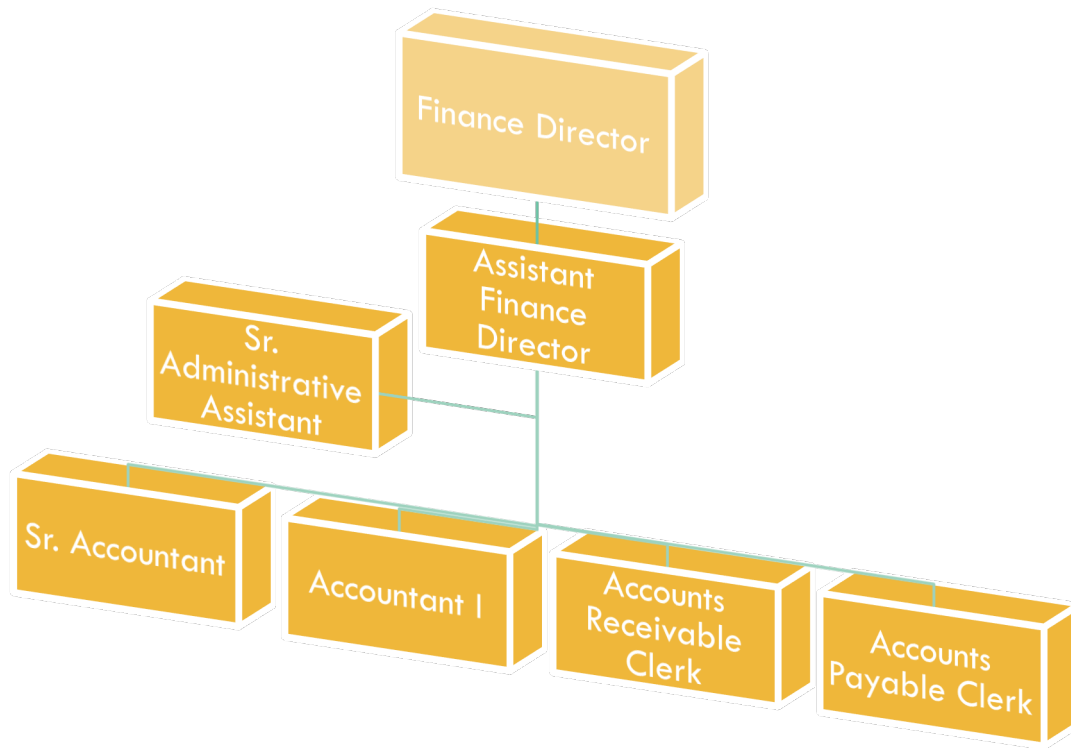 Finance Director
Assistant
Finance
Director
Sr.
Administrative
Assistant
Sr. Accountant
Accountant I
Accounts
Receivable
Clerk
Accounts
Payable Clerk